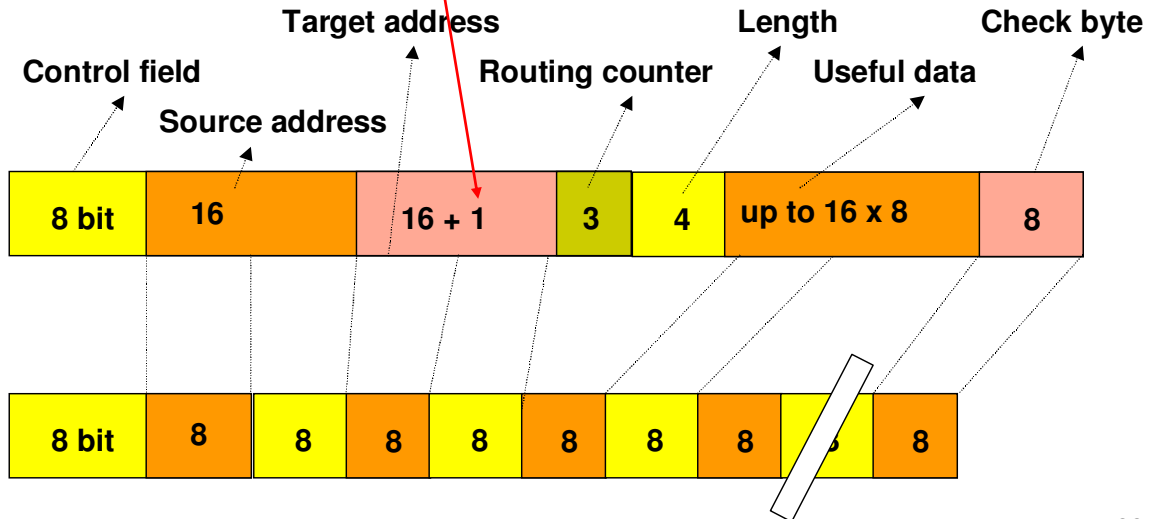 Target address
Length
Check byte
Control field
Routing counter
Useful data
Source address
8 bit
16
16 + 1
3
4
up to 16 x 8
8
8 bit
8
8
8
8
8
8
8
8